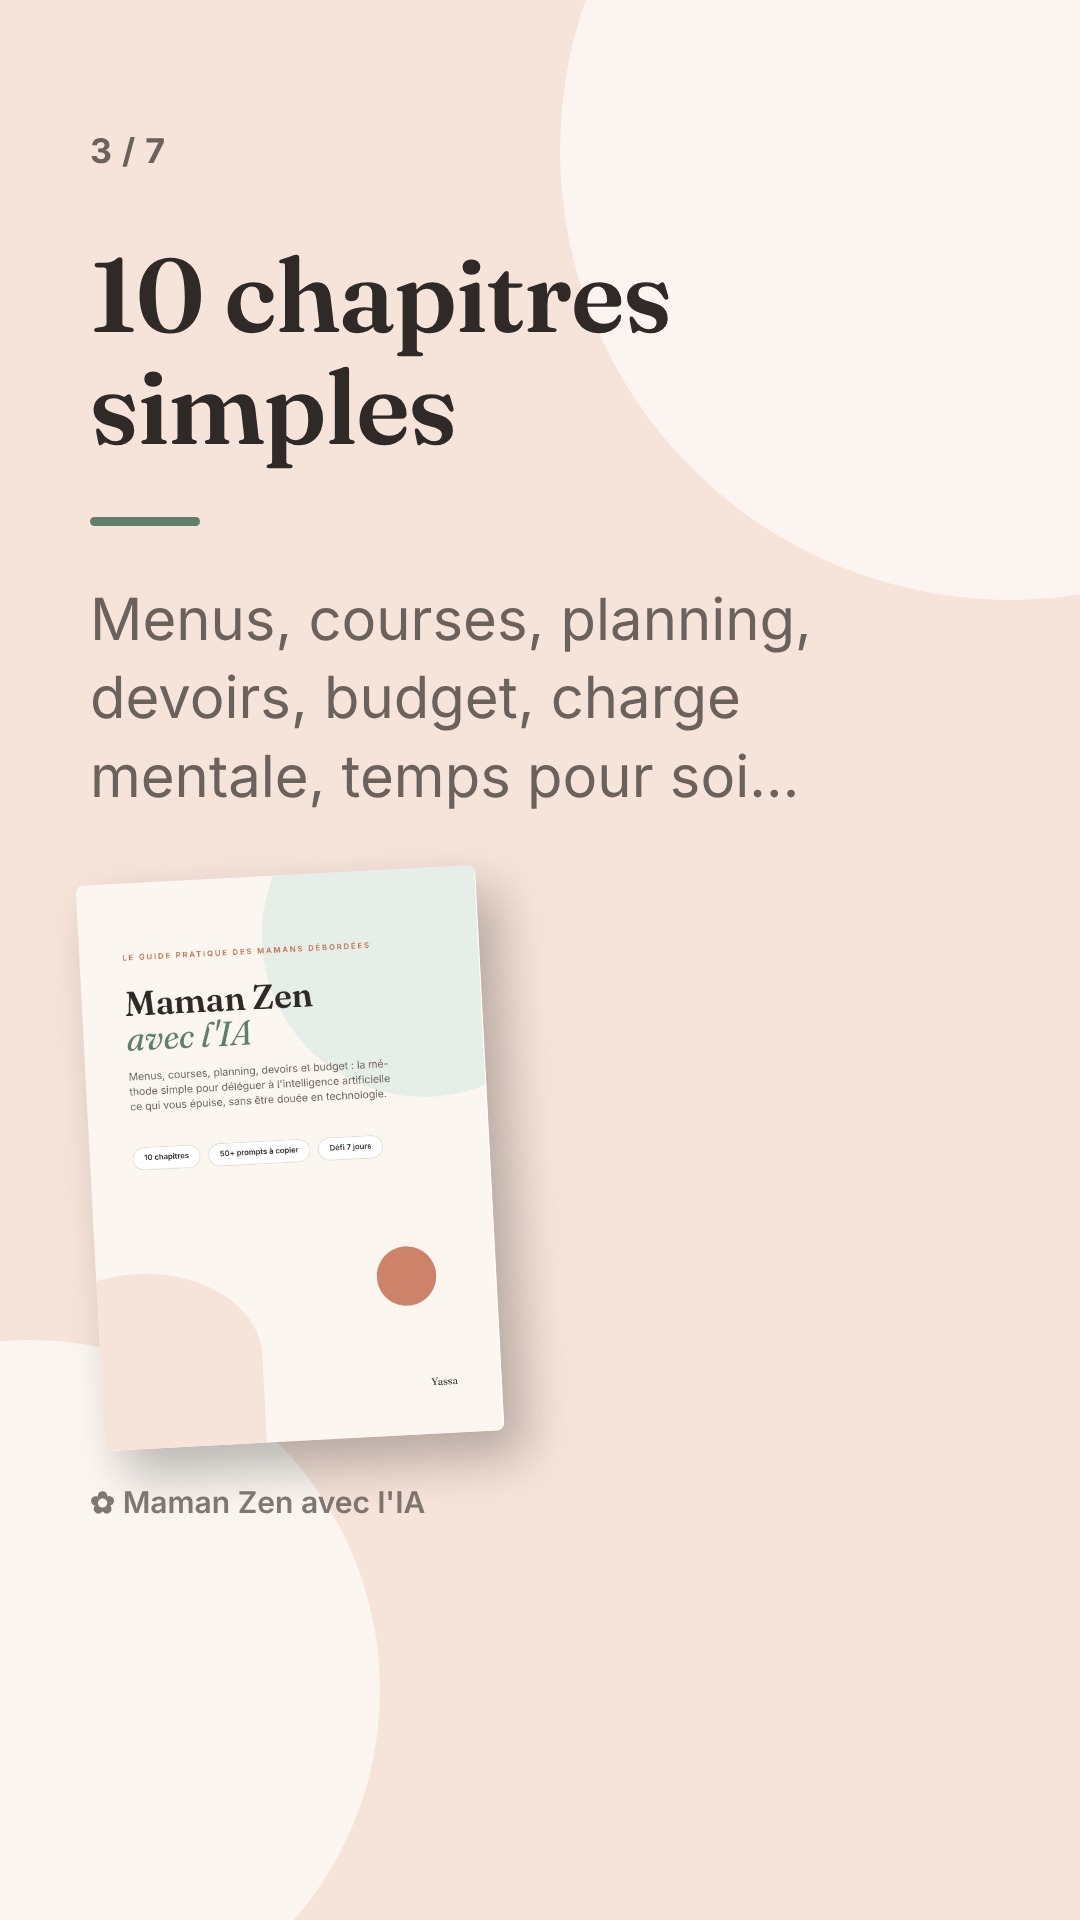 3 / 7
10 chapitres
simples
Menus, courses, planning,
devoirs, budget, charge
mentale, temps pour soi...
LE GUIDE PRATIQUE DES MAMANS DÉBORDÉES
Maman Zen
avec l'IA
Menus, courses, planning, devoirs et budget : la mé-
thode simple pour déléguer à l'intelligence artificielle
ce qui vous épuise, sans être douée en technologie.
10 chapitres 50+ prompts à copier Défi 7 jours
Yassa
✿ Maman Zen avec l'IA